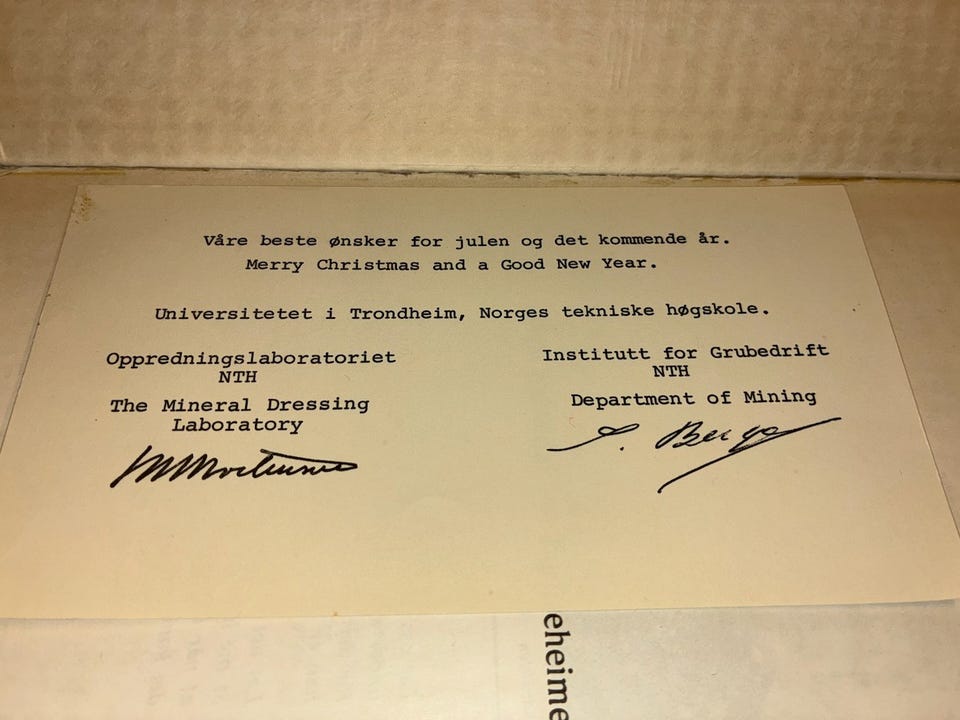 Våre beste ønsker for julen og det kommende år.
Merry Christmas and a Good New Year.
Universitetet i Trondheim, Norges tekniske høgskole.
Oppredningslaboratoriet
NTH
The Mineral Dressing
Laboratory
Institutt for Grubedrift
NTH
Department of Mining
eheime